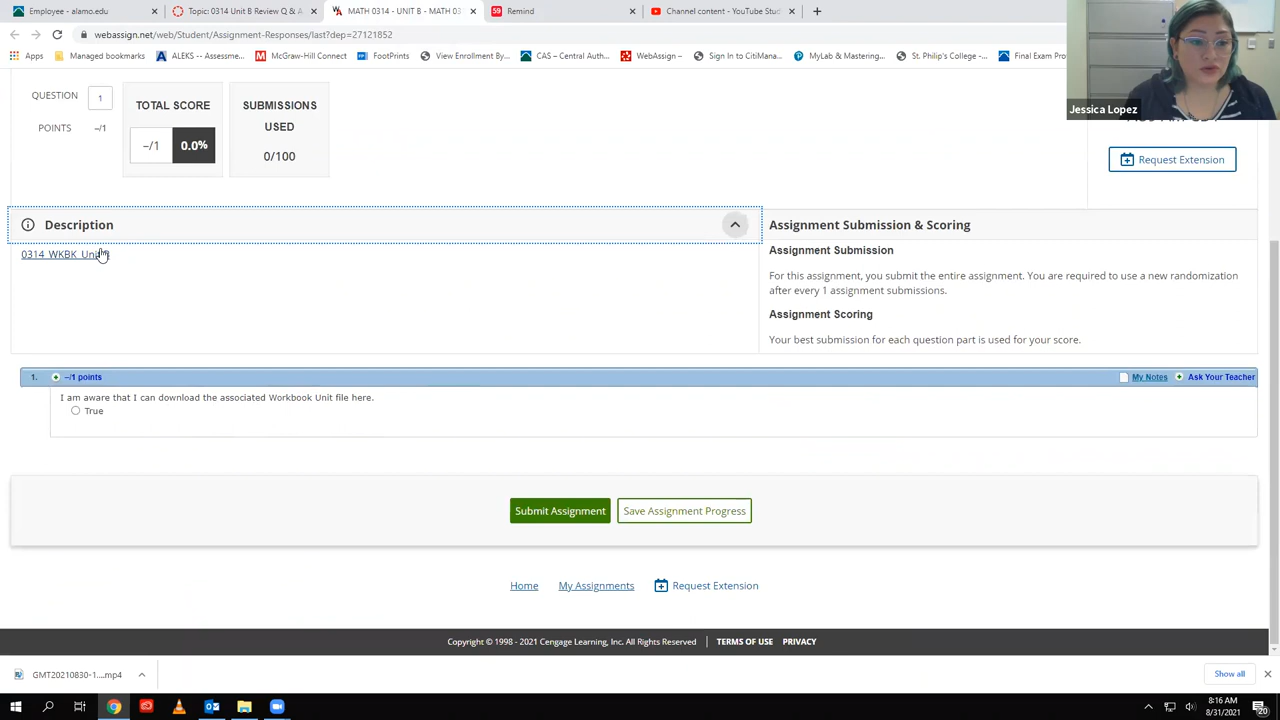 Employee - alamo.edu
Topic: 0314 Unit B Review Q & A
MATH 0314 - UNIT B - MATH 03
59 Remind
Channel content - YouTube Stu
webassign.net/web/Student/Assignment-Responses/last?dep=27121852
Apps Managed bookmarks ALEKS -- Assessme... McGraw-Hill Connect FootPrints View Enrollment By... CAS – Central Auth... WebAssign – Sign In to CitiMana... MyLab & Mastering... St. Philip's College -... Final Exam Pro
Jessica Lopez
QUESTION 1
POINTS –/1
TOTAL SCORE
–/1 0.0%
SUBMISSIONS
USED
0/100
Request Extension
Description
0314_WKBK_Unit
Assignment Submission & Scoring
Assignment Submission
For this assignment, you submit the entire assignment. You are required to use a new randomization
after every 1 assignment submissions.
Assignment Scoring
Your best submission for each question part is used for your score.
1. –/1 points
My Notes Ask Your Teacher
I am aware that I can download the associated Workbook Unit file here.
True
Submit Assignment Save Assignment Progress
Home My Assignments Request Extension
Copyright © 1998 - 2021 Cengage Learning, Inc. All Rights Reserved TERMS OF USE PRIVACY
GMT20210830-1....mp4
Show all
8:16 AM
8/31/2021
20